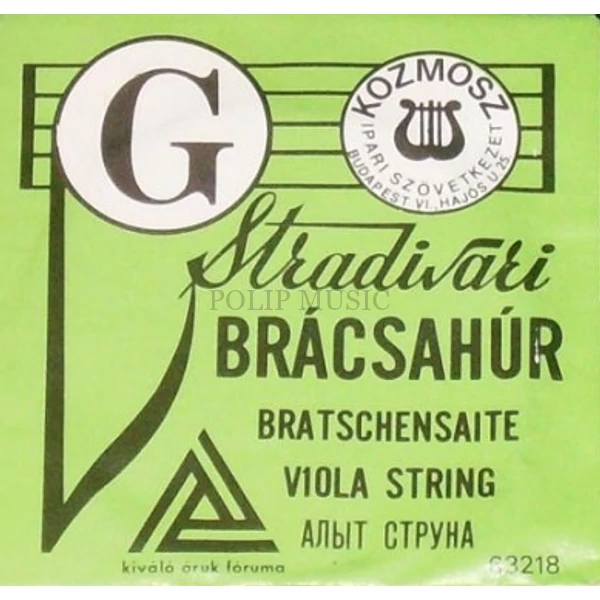 G
KOZMOSZ
IPARI SZÖVETKEZET
BUDAPEST VI., HAJÓS U. 25
Stradivari
POLIP MUSIC
BRÁCSAHÚR
BRATSCHENSAITE
VIOLA STRING
АЛЫТ СТРУНА
kiváló áruk fóruma
63218